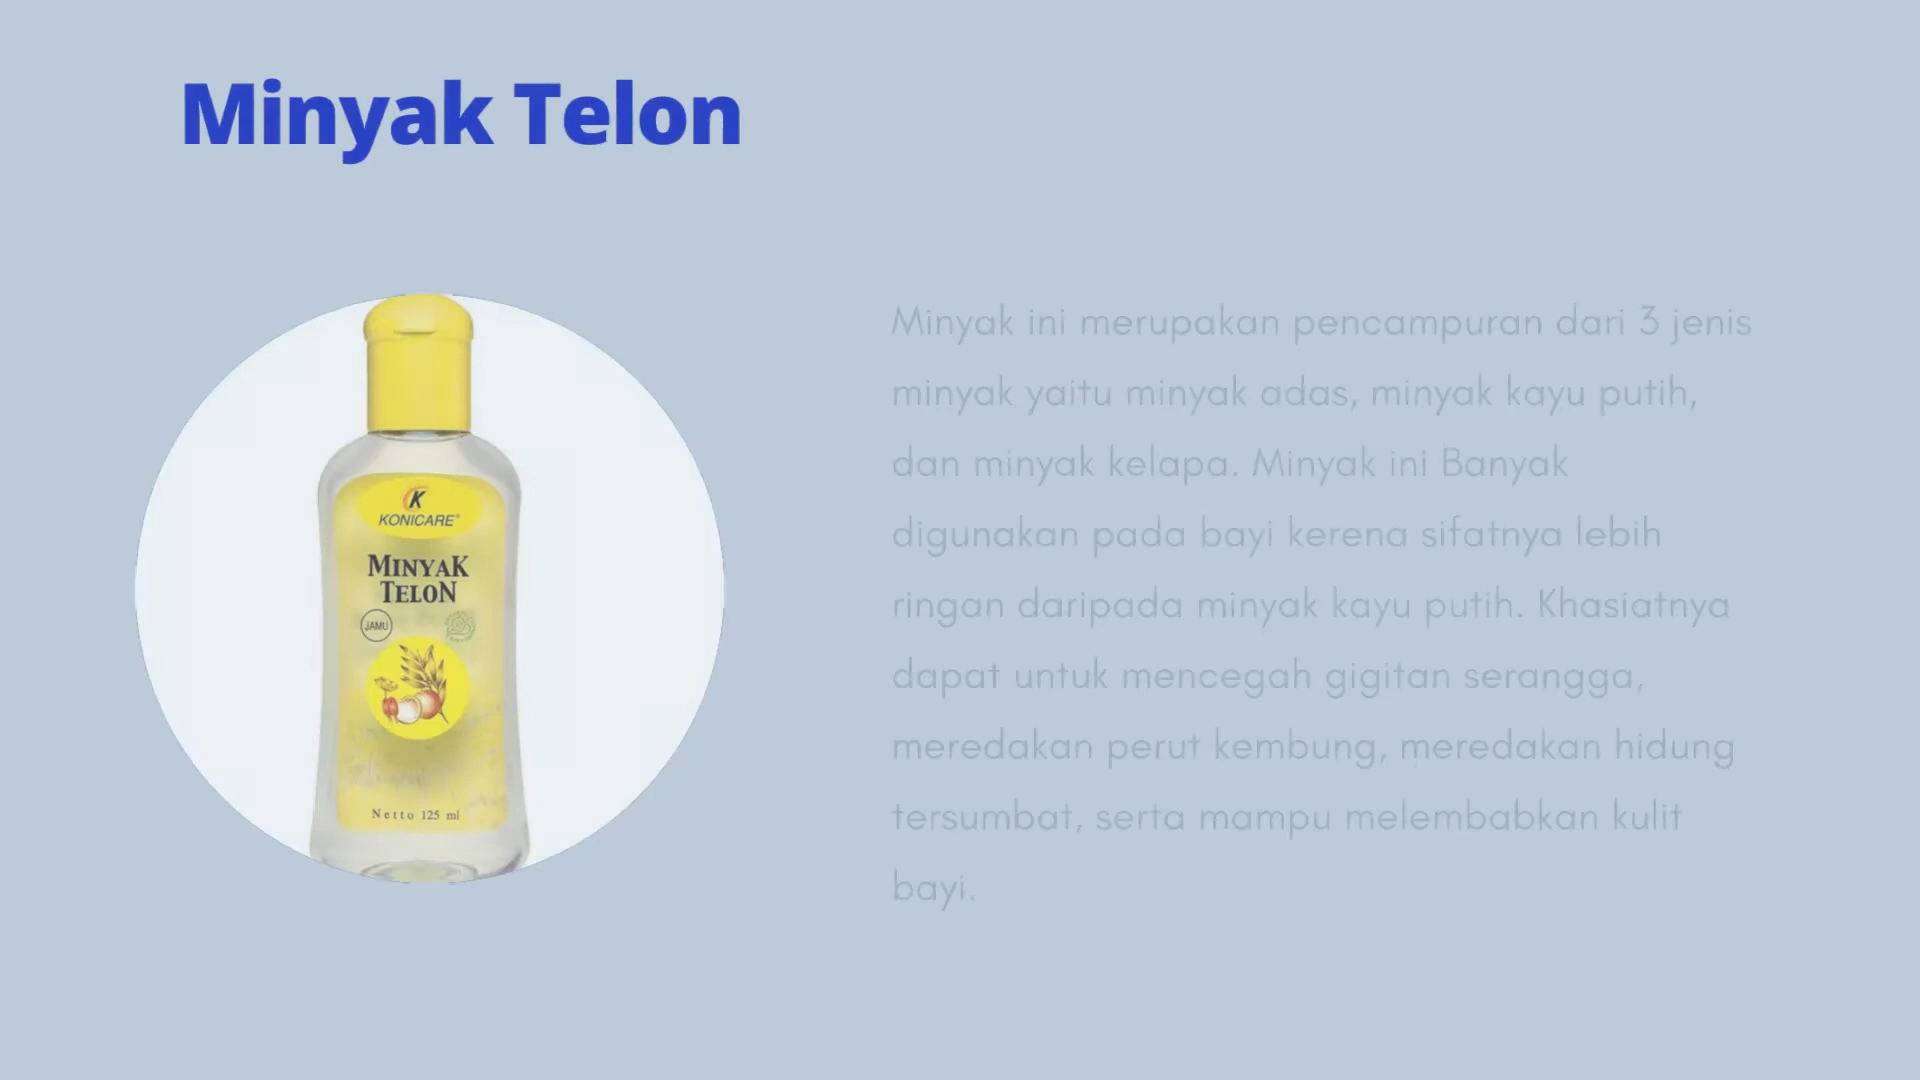 Minyak Telon
K
KONICARE®
MINYAK
TELON
JAMU
Netto 125 ml
Minyak ini merupakan pencampuran dari 3 jenis
minyak yaitu minyak adas, minyak kayu putih,
dan minyak kelapa. Minyak ini Banyak
digunakan pada bayi kerena sifatnya lebih
ringan daripada minyak kayu putih. Khasiatnya
dapat untuk mencegah gigitan serangga,
meredakan perut kembung, meredakan hidung
tersumbat, serta mampu melembabkan kulit
bayi.